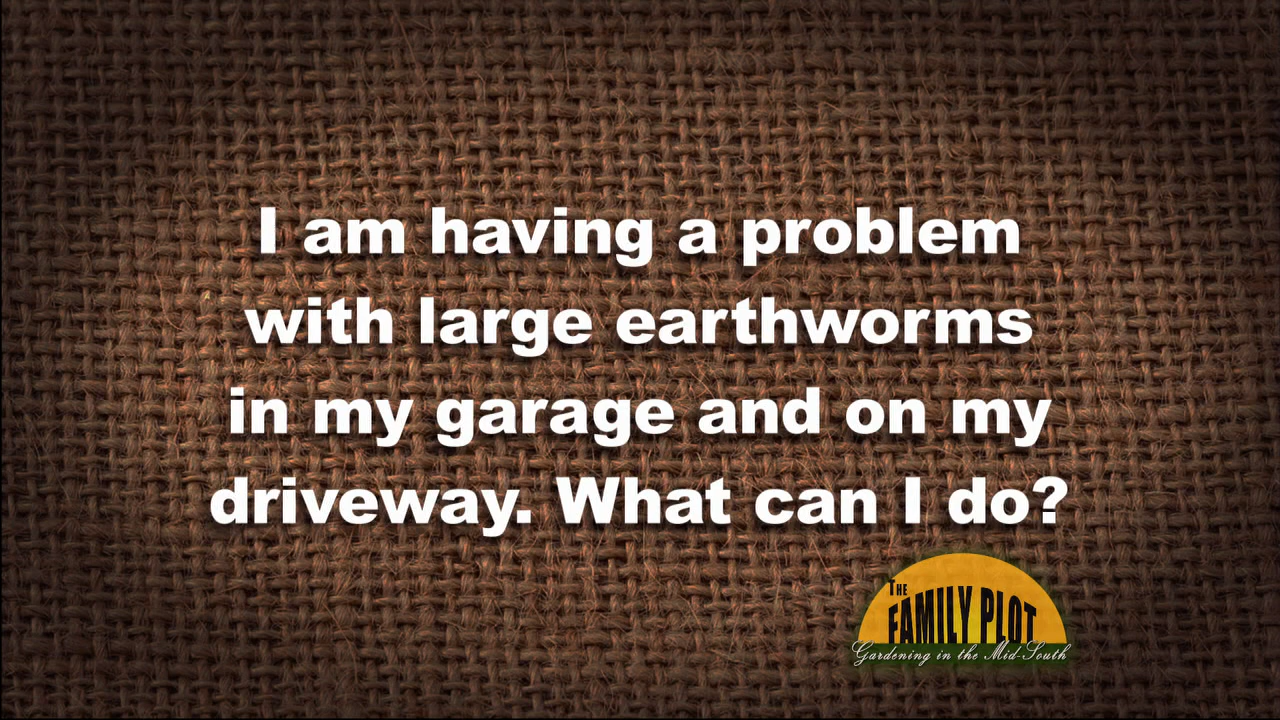 I am having a problem
with large earthworms
in my garage and on my
driveway. What can I do?
THE
FAMILY PLOT
Gardening in the Mid-South